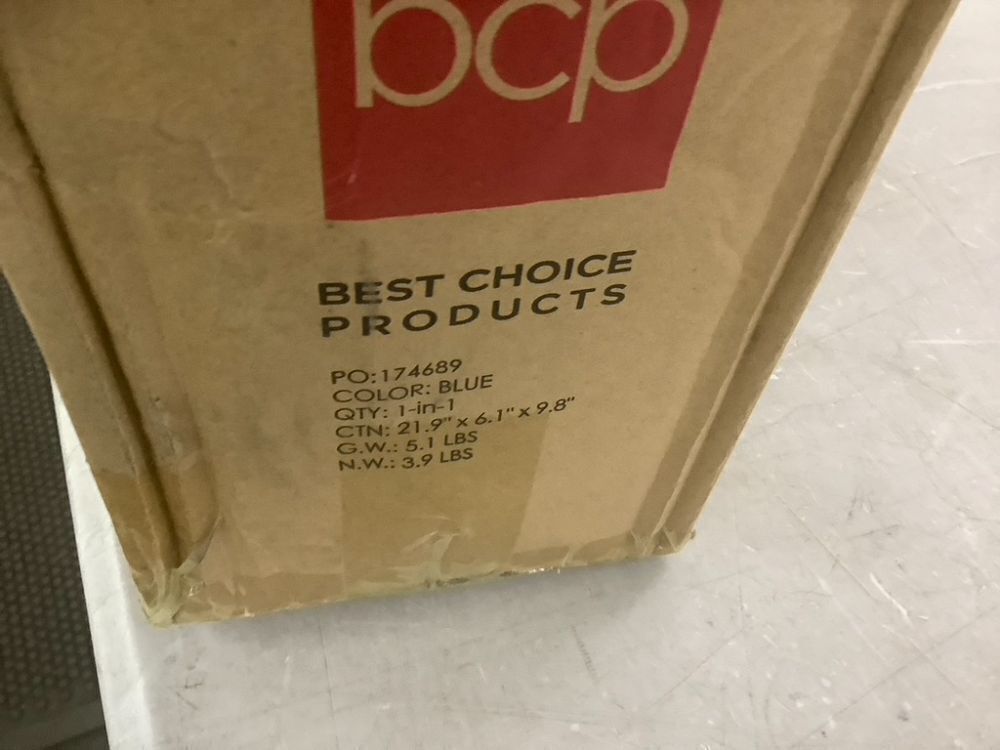 bcp
BEST CHOICE
PRODUCTS
PO:174689
COLOR: BLUE
QTY: 1-in-1
CTN: 21.9" x 6.1" x 9.8"
G.W.: 5.1 LBS
N.W.: 3.9 LBS